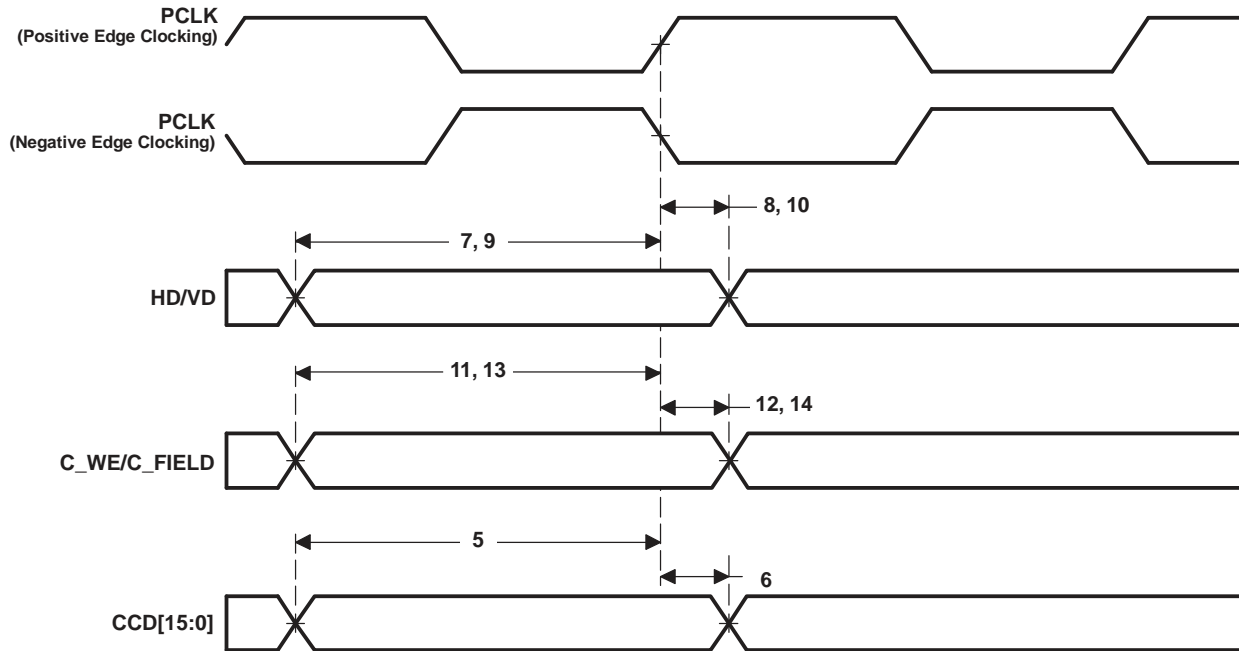 PCLK
(Positive Edge Clocking)
PCLK
(Negative Edge Clocking)
8, 10
7, 9
HD/VD
11, 13
12, 14
C_WE/C_FIELD
5
6
CCD[15:0]